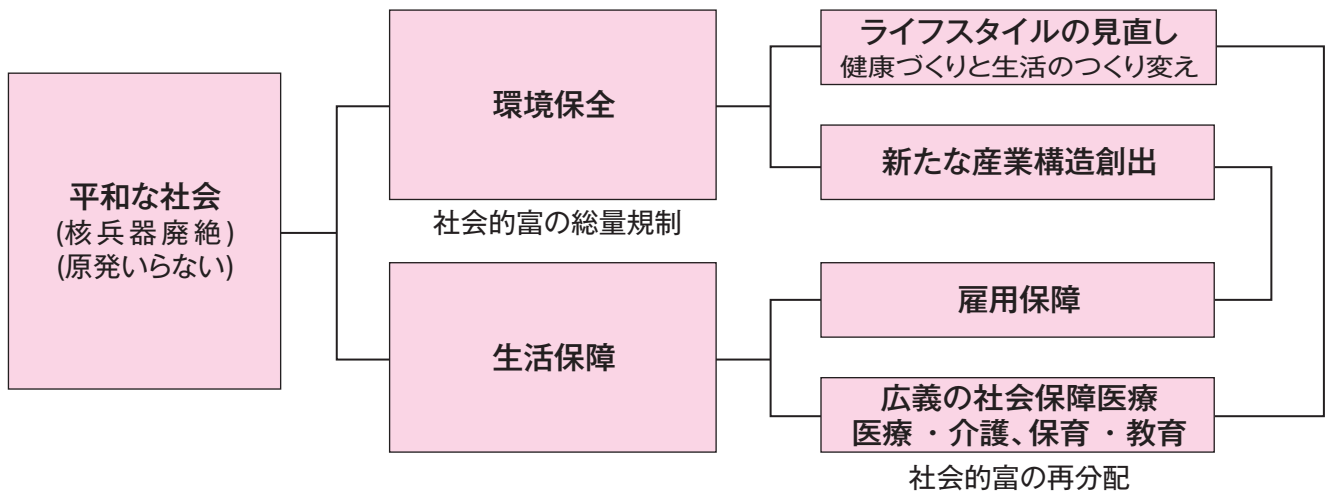 平和な社会
(核兵器廃絶)
(原発いらない)
環境保全
社会的富の総量規制
生活保障
ライフスタイルの見直し
健康づくりと生活のつくり変え
新たな産業構造創出
雇用保障
広義の社会保障医療
医療・介護、保育・教育
社会的富の再分配